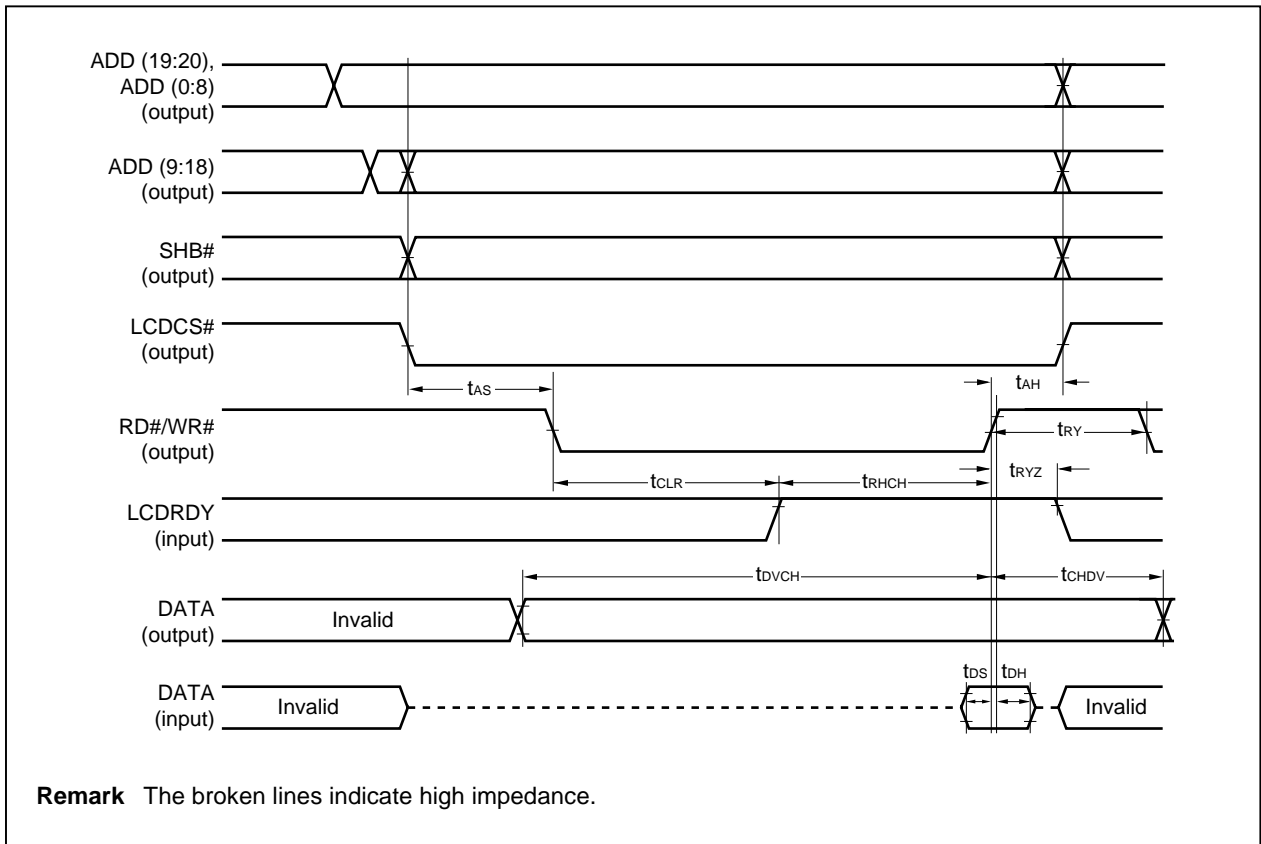 ADD (19:20),
ADD (0:8)
(output)
ADD (9:18)
(output)
SHB#
(output)
LCDCS#
(output)
tAS
tAH
RD#/WR#
(output)
tRY
tRYZ
tCLR
tRHCH
LCDRDY
(input)
tDVCH
tCHDV
DATA
(output)
Invalid
tDS
tDH
DATA
(input)
Invalid
Invalid
Remark The broken lines indicate high impedance.